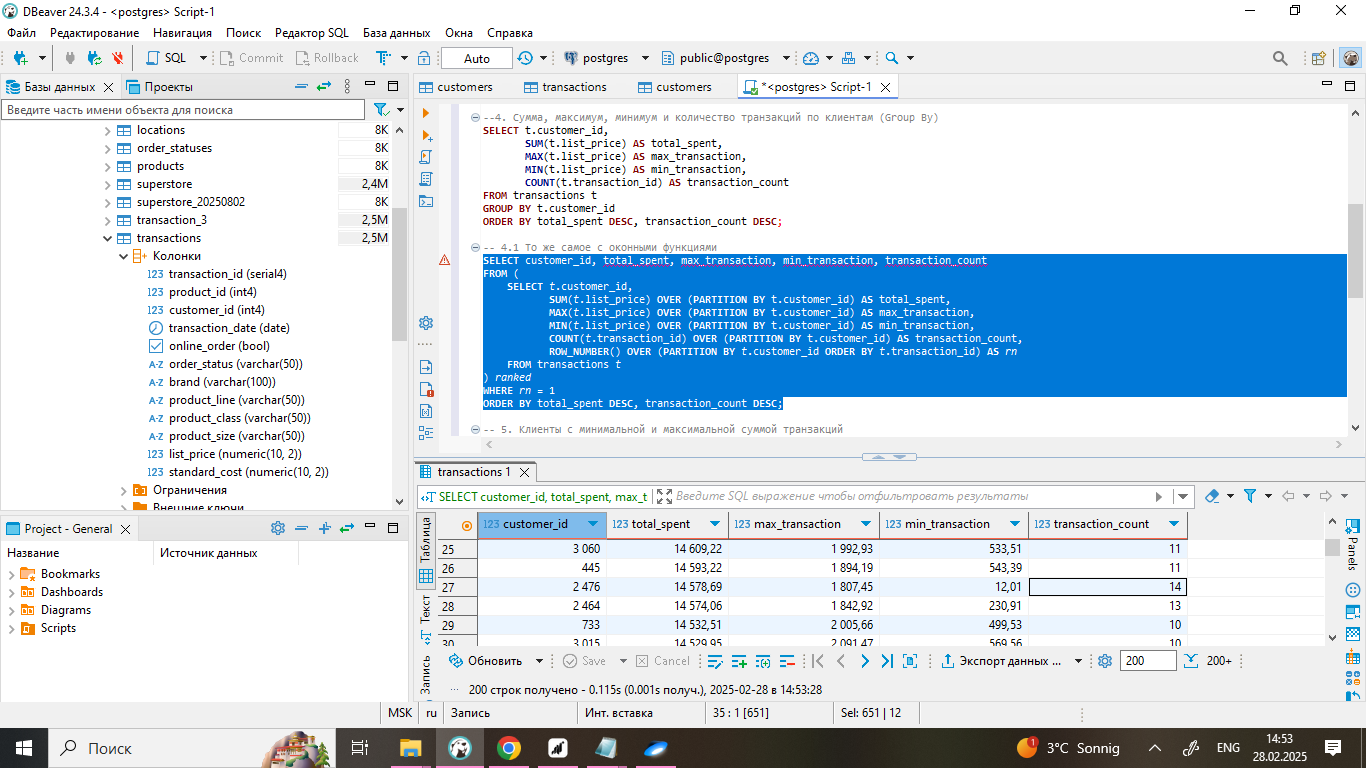 DBeaver 24.3.4 - <postgres> Script-1
Файл Редактирование Навигация Поиск Редактор SQL База данных Окна Справка
SQL Commit Rollback Auto postgres public@postgres
Базы данных Проекты
Введите часть имени объекта для поиска
locations 8K
order_statuses 8K
products 8K
superstore 2,4M
superstore_20250802 8K
transaction_3 2,5M
transactions 2,5M
Колонки
123 transaction_id (serial4)
123 product_id (int4)
123 customer_id (int4)
transaction_date (date)
online_order (bool)
A-Z order_status (varchar(50))
A-Z brand (varchar(100))
A-Z product_line (varchar(50))
A-Z product_class (varchar(50))
A-Z product_size (varchar(50))
123 list_price (numeric(10, 2))
123 standard_cost (numeric(10, 2))
Ограничения
Внешние ключи
Project - General
Название Источник данных
Bookmarks
Dashboards
Diagrams
Scripts
customers transactions customers *<postgres> Script-1
--4. Сумма, максимум, минимум и количество транзакций по клиентам (Group By)
SELECT t.customer_id,
SUM(t.list_price) AS total_spent,
MAX(t.list_price) AS max_transaction,
MIN(t.list_price) AS min_transaction,
COUNT(t.transaction_id) AS transaction_count
FROM transactions t
GROUP BY t.customer_id
ORDER BY total_spent DESC, transaction_count DESC;
-- 4.1 То же самое с оконными функциями
SELECT customer_id, total_spent, max_transaction, min_transaction, transaction_count
FROM (
SELECT t.customer_id,
SUM(t.list_price) OVER (PARTITION BY t.customer_id) AS total_spent,
MAX(t.list_price) OVER (PARTITION BY t.customer_id) AS max_transaction,
MIN(t.list_price) OVER (PARTITION BY t.customer_id) AS min_transaction,
COUNT(t.transaction_id) OVER (PARTITION BY t.customer_id) AS transaction_count,
ROW_NUMBER() OVER (PARTITION BY t.customer_id ORDER BY t.transaction_id) AS rn
FROM transactions t
) ranked
WHERE rn = 1
ORDER BY total_spent DESC, transaction_count DESC;
-- 5. Клиенты с минимальной и максимальной суммой транзакций
transactions 1
SELECT customer_id, total_spent, max_t Введите SQL выражение чтобы отфильтровать результаты
Таблица
Текст
Запись
123 customer_id 123 total_spent 123 max_transaction 123 min_transaction 123 transaction_count
25 3 060 14 609,22 1 992,93 533,51 11
26 445 14 593,22 1 894,19 543,39 11
27 2 476 14 578,69 1 807,45 12,01 14
28 2 464 14 574,06 1 842,92 230,91 13
29 733 14 532,51 2 005,66 499,53 10
30 3 015 14 529,95 2 091,47 569,56 10
Panels
Обновить Save Cancel Экспорт данных ... 200 200+
200 строк получено - 0.115s (0.001s получ.), 2025-02-28 в 14:53:28
MSK ru Запись Инт. вставка 35 : 1 [651] Sel: 651 | 12
Поиск 1 3°C Sonnig ENG 14:53
28.02.2025